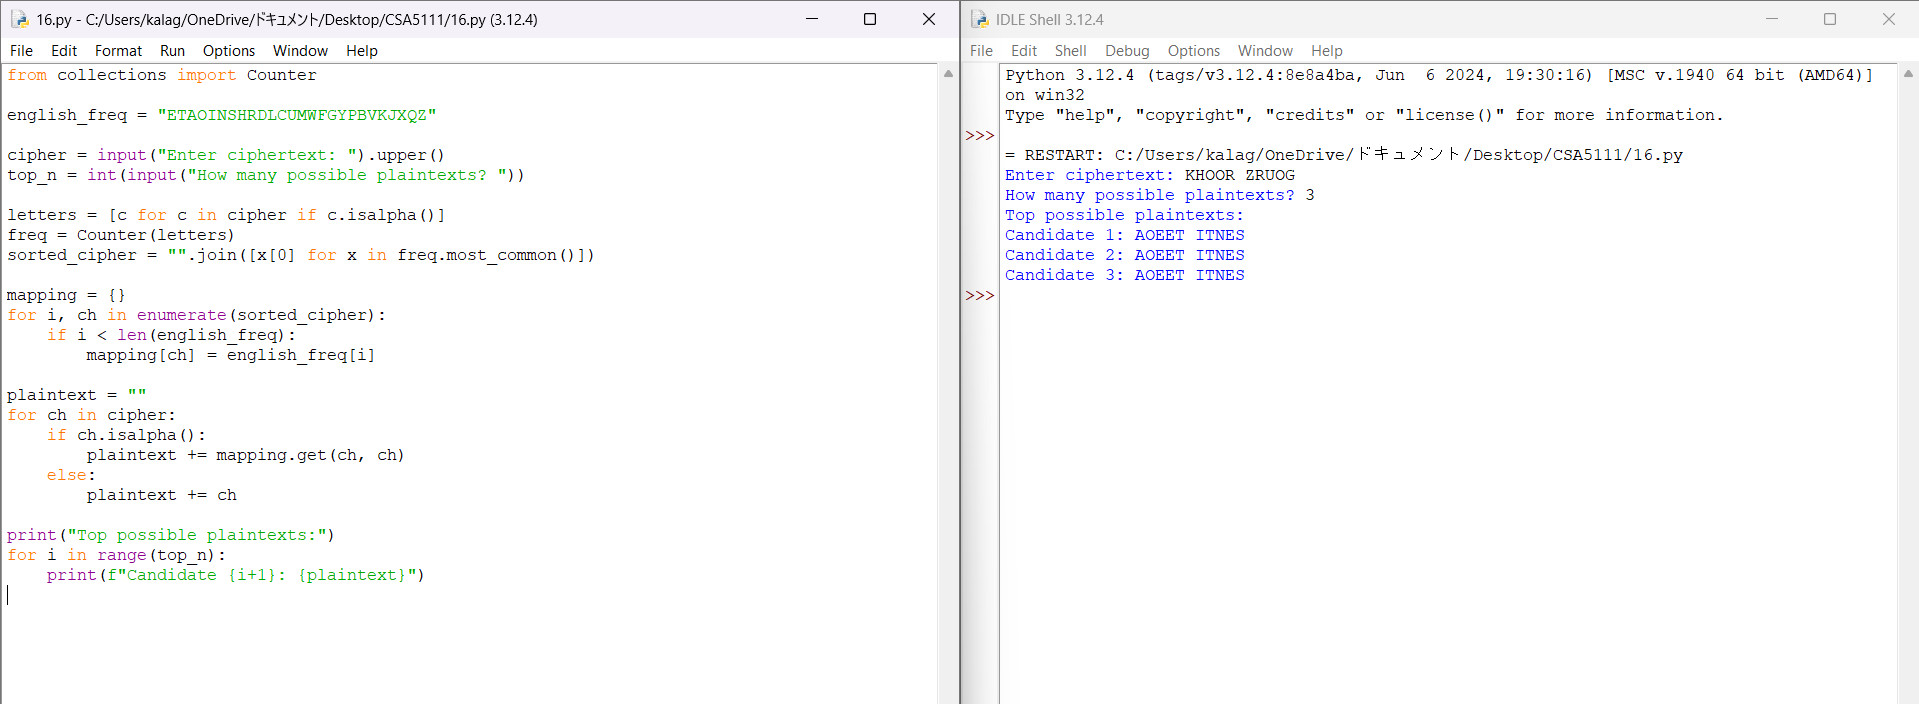 16.py - C:/Users/kalag/OneDrive/ドキュメント/Desktop/CSA5111/16.py (3.12.4)
File Edit Format Run Options Window Help
from collections import Counter

english_freq = "ETAOINSHRDLCUMWFGYPBVKJXQZ"

cipher = input("Enter ciphertext: ").upper()
top_n = int(input("How many possible plaintexts? "))

letters = [c for c in cipher if c.isalpha()]
freq = Counter(letters)
sorted_cipher = "".join([x[0] for x in freq.most_common()])

mapping = {}
for i, ch in enumerate(sorted_cipher):
    if i < len(english_freq):
        mapping[ch] = english_freq[i]

plaintext = ""
for ch in cipher:
    if ch.isalpha():
        plaintext += mapping.get(ch, ch)
    else:
        plaintext += ch

print("Top possible plaintexts:")
for i in range(top_n):
    print(f"Candidate {i+1}: {plaintext}")
IDLE Shell 3.12.4
File Edit Shell Debug Options Window Help
Python 3.12.4 (tags/v3.12.4:8e8a4ba, Jun  6 2024, 19:30:16) [MSC v.1940 64 bit (AMD64)]
on win32
Type "help", "copyright", "credits" or "license()" for more information.
>>>
= RESTART: C:/Users/kalag/OneDrive/ドキュメント/Desktop/CSA5111/16.py
Enter ciphertext: KHOOR ZRUOG
How many possible plaintexts? 3
Top possible plaintexts:
Candidate 1: AOEET ITNES
Candidate 2: AOEET ITNES
Candidate 3: AOEET ITNES
>>>